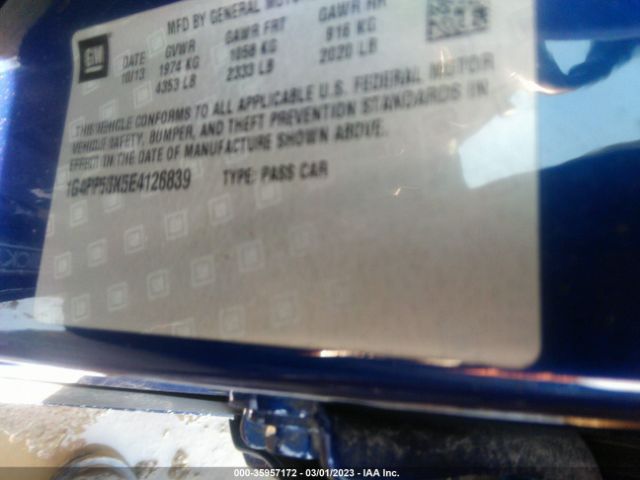 GM
MFD BY GENERAL MOTOR
DATE GVWR GAWR FRT GAWR RR
10/13 1974 KG 1058 KG 916 KG
4353 LB 2333 LB 2020 LB
THIS VEHICLE CONFORMS TO ALL APPLICABLE U.S. FEDERAL MOTOR
VEHICLE SAFETY, BUMPER, AND THEFT PREVENTION STANDARDS IN
EFFECT IN THE DATE OF MANUFACTURE SHOWN ABOVE.
1G4PP5SK5E4126839 TYPE: PASS CAR
000-35957172 — 03/01/2023 — IAA Inc.